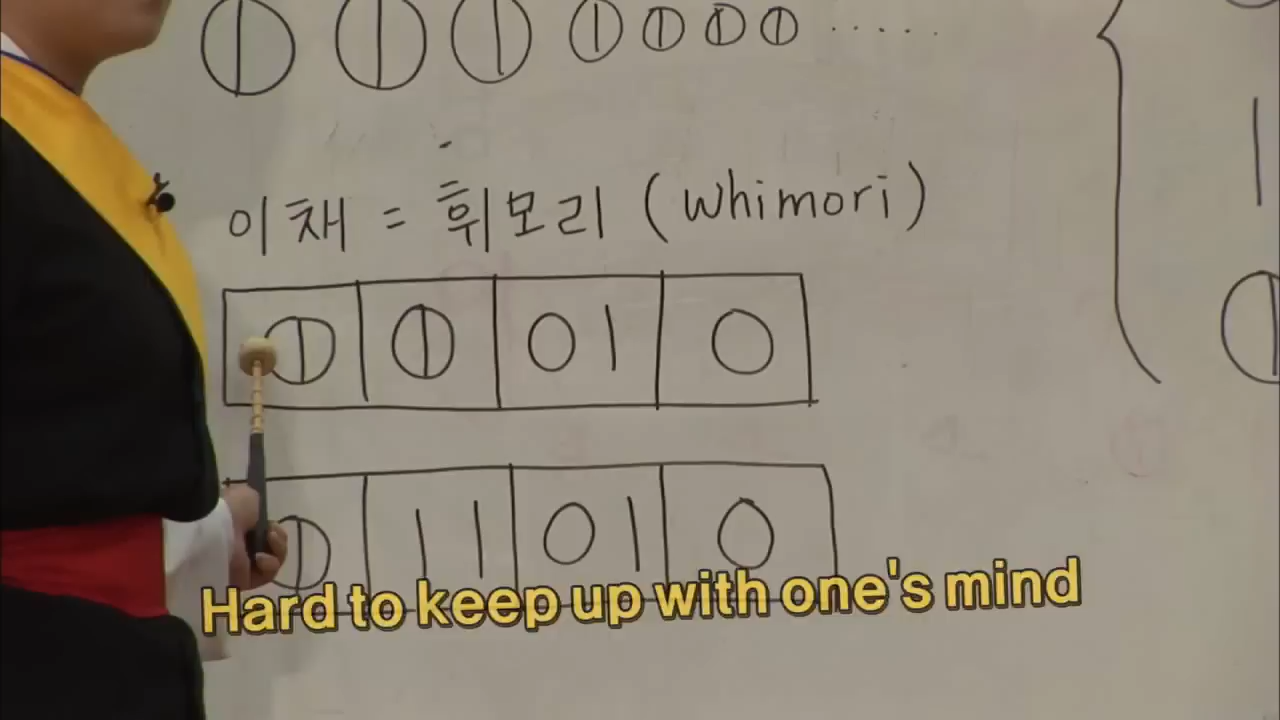 ⏀ ⏀ ⏀ ⏀ ⏀ ⏀ ⏀ ······
이채 = 휘모리 (whimori)
⏀ ⏀ ○ | ○
⏀ | | ○ | ○
Hard to keep up with one's mind